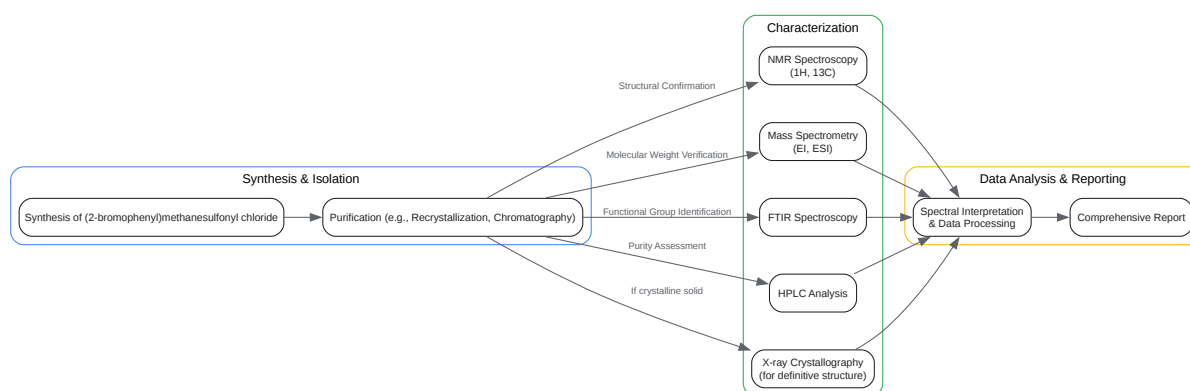 Characterization
NMR Spectroscopy
(1H, 13C)
Structural Confirmation
Mass Spectrometry
(EI, ESI)
Molecular Weight Verification
Synthesis & Isolation
Data Analysis & Reporting
Synthesis of (2-bromophenyl)methanesulfonyl chloride
Purification (e.g., Recrystallization, Chromatography)
Functional Group Identification
FTIR Spectroscopy
Spectral Interpretation
& Data Processing
Comprehensive Report
Purity Assessment
HPLC Analysis
If crystalline solid
X-ray Crystallography
(for definitive structure)